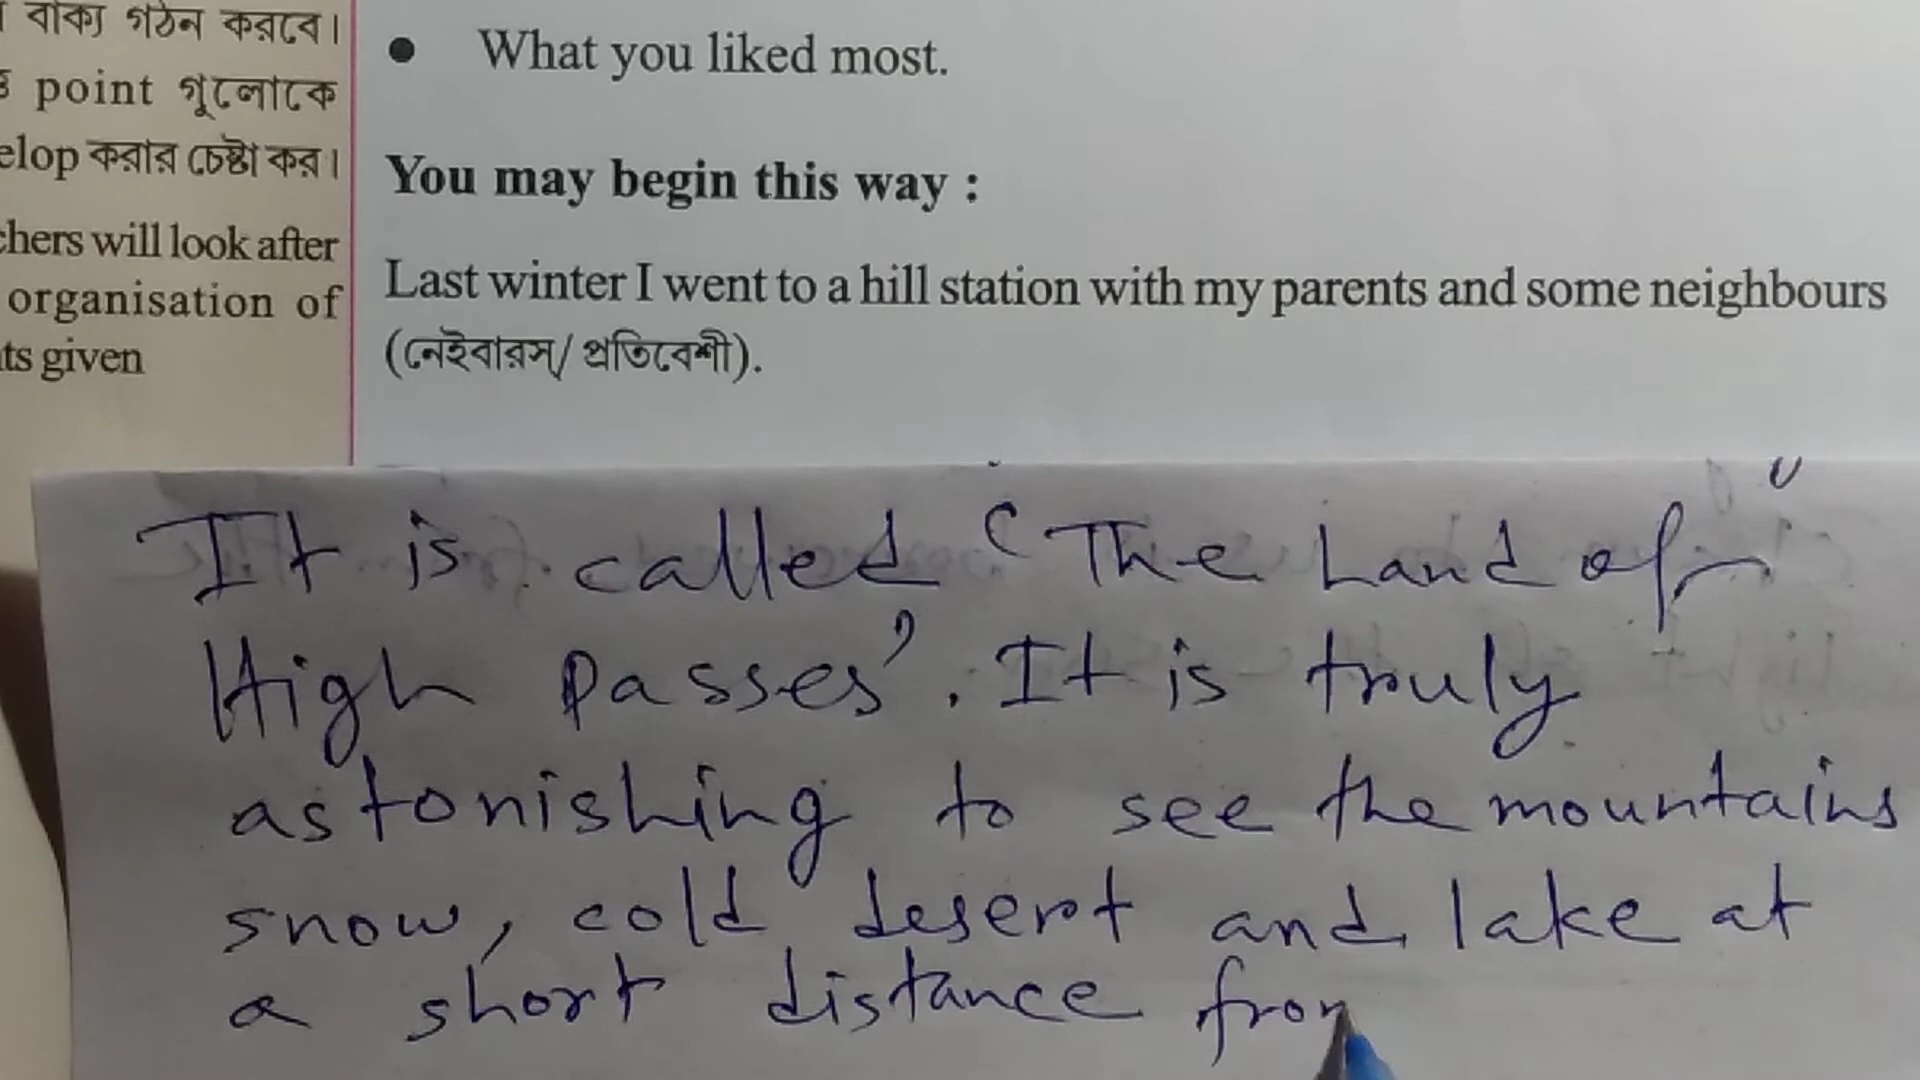 বাক্য গঠন করবে।
point গুলোকে
elop করার চেষ্টা কর।
chers will look after
organisation of
ts given
• What you liked most.
You may begin this way :
Last winter I went to a hill station with my parents and some neighbours
(নেইবারস্/ প্রতিবেশী).
It is called 'The Land of
High Passes'. It is truly
astonishing to see the mountains
snow, cold desert and lake at
a short distance from